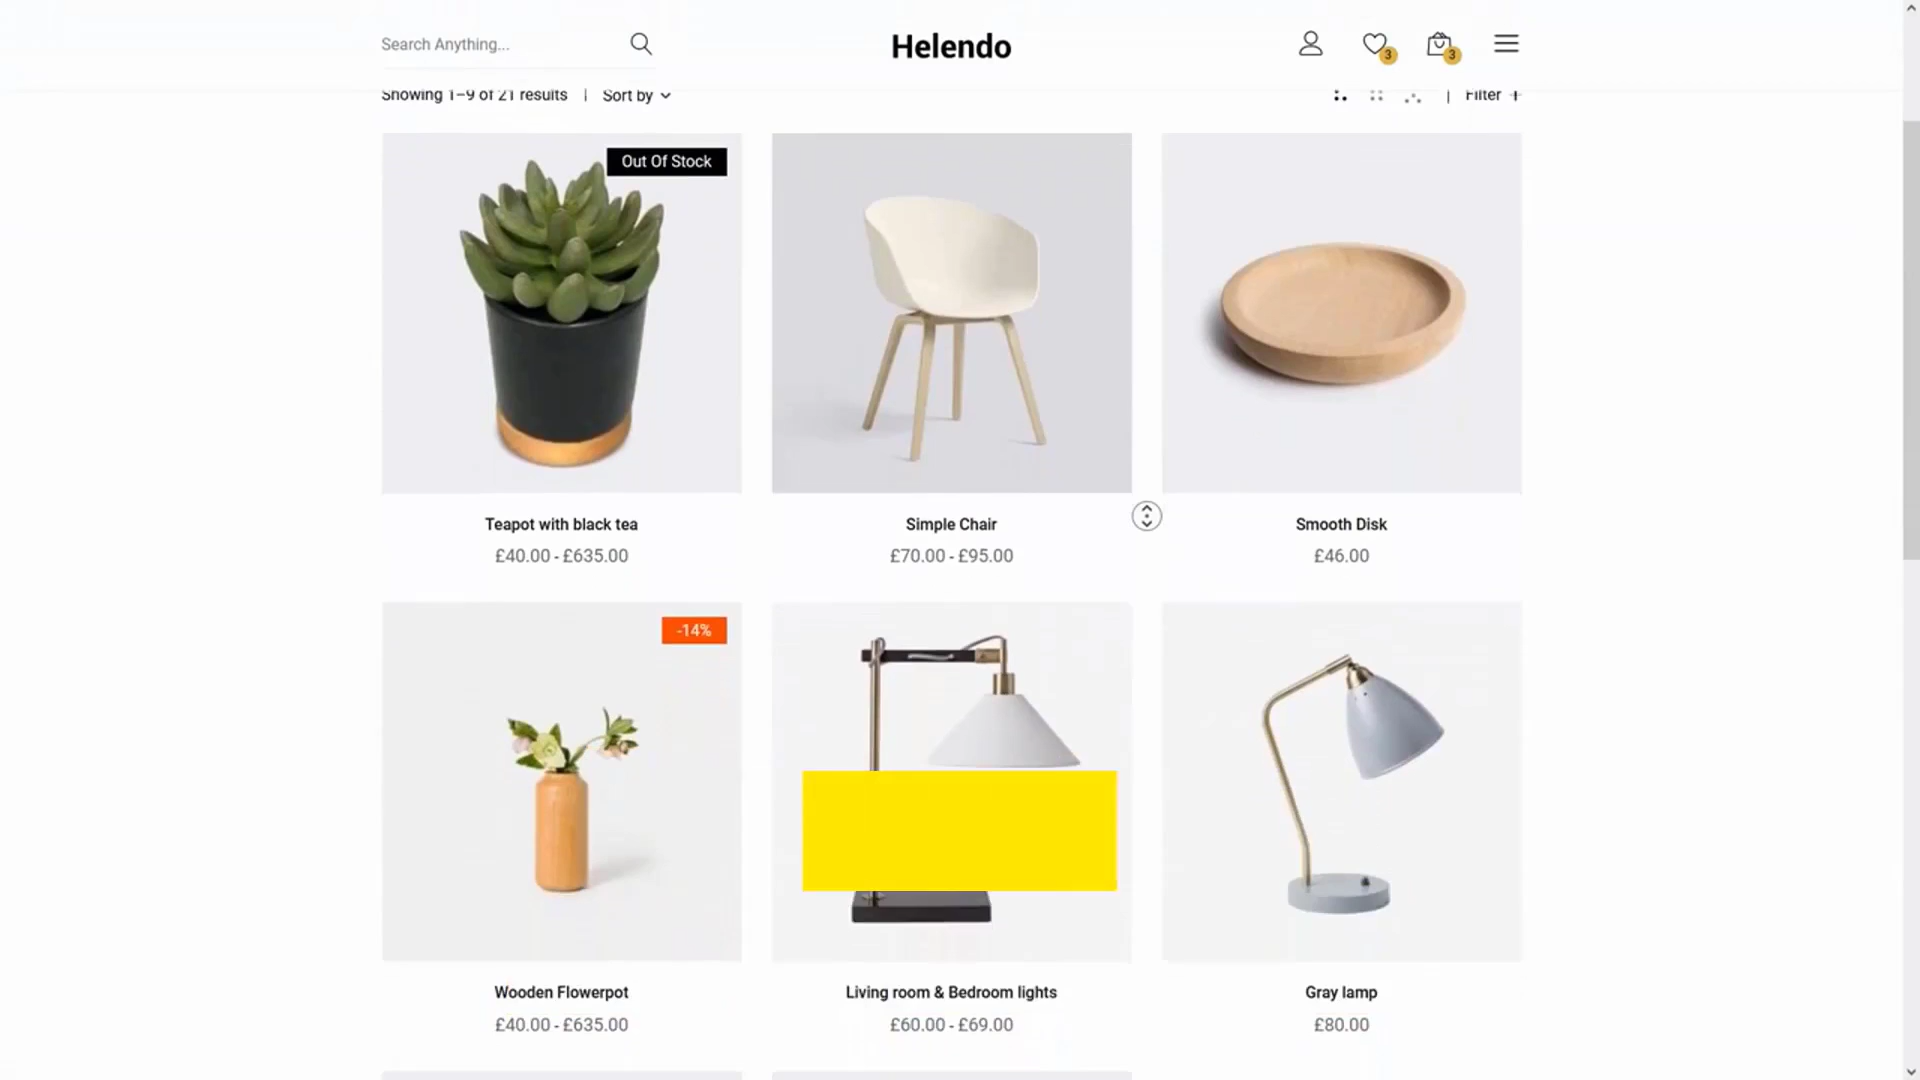 Search Anything...
Helendo
3
3
Showing 1–9 of 21 results
Sort by
Filter
Out Of Stock
Teapot with black tea
£40.00 - £635.00
Simple Chair
£70.00 - £95.00
Smooth Disk
£46.00
-14%
Wooden Flowerpot
£40.00 - £635.00
Living room & Bedroom lights
£60.00 - £69.00
Gray lamp
£80.00